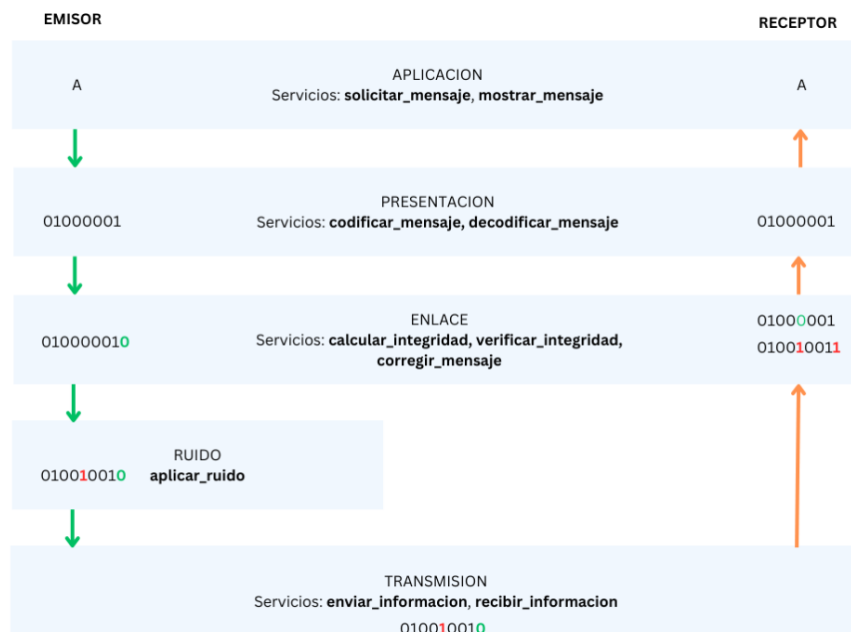 EMISOR
RECEPTOR
A
APLICACION
Servicios: solicitar_mensaje, mostrar_mensaje
A
01000001
PRESENTACION
Servicios: codificar_mensaje, decodificar_mensaje
01000001
010000010
ENLACE
Servicios: calcular_integridad, verificar_integridad,
corregir_mensaje
01000001
010010011
010010010
RUIDO
aplicar_ruido
TRANSMISION
Servicios: enviar_informacion, recibir_informacion
010010010